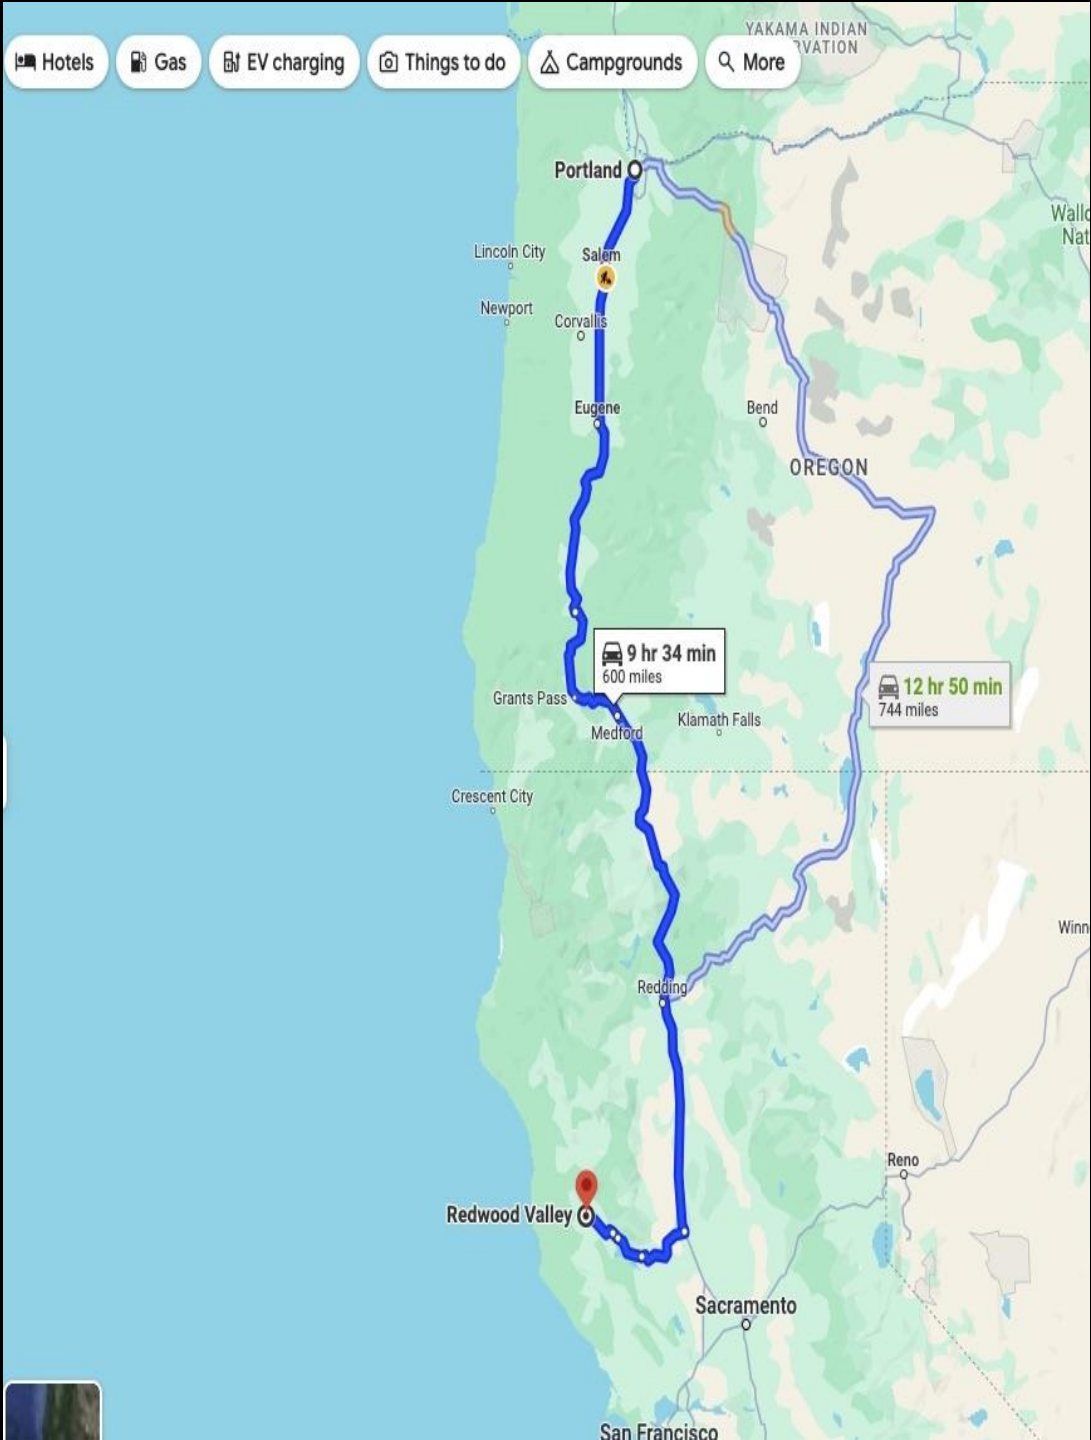 Hotels
Gas
EV charging
Things to do
Campgrounds
More
YAKAMA INDIAN
Portland
Salem
Lincoln City
Newport
Corvallis
Eugene
Bend
OREGON
9 hr 34 min
600 miles
12 hr 50 min
744 miles
Grants Pass
Medford
Klamath Falls
Crescent City
Redding
Winn
Reno
Redwood Valley
Sacramento
San Francisco